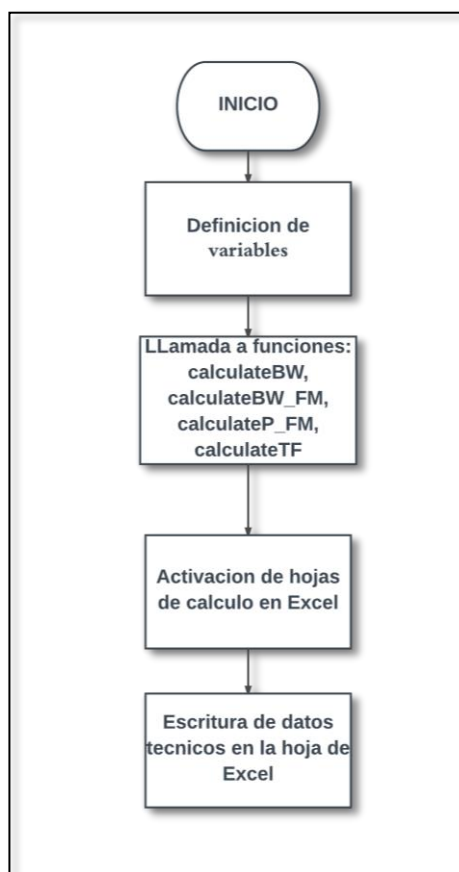 INICIO
Definicion de
variables
LLamada a funciones:
calculateBW,
calculateBW_FM,
calculateP_FM,
calculateTF
Activacion de hojas
de calculo en Excel
Escritura de datos
tecnicos en la hoja de
Excel